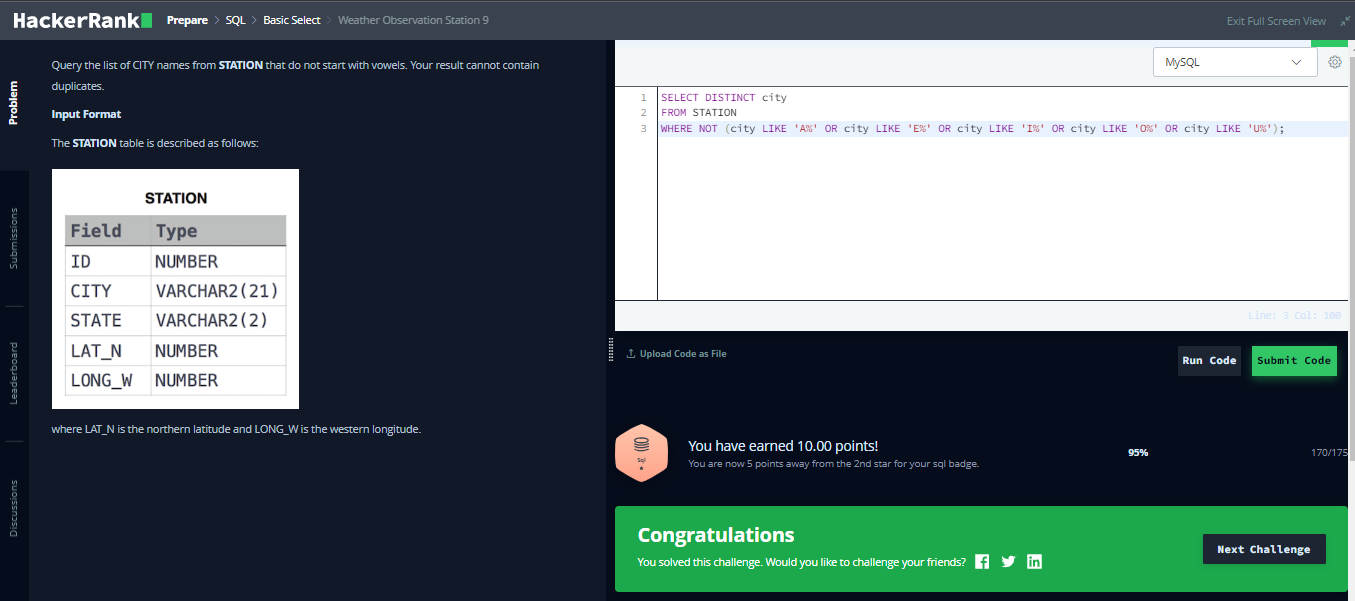 HackerRank
Prepare > SQL > Basic Select > Weather Observation Station 9
Exit Full Screen View
Problem
Submissions
Leaderboard
Discussions
Query the list of CITY names from STATION that do not start with vowels. Your result cannot contain
duplicates.
Input Format
The STATION table is described as follows:
STATION
Field Type
ID NUMBER
CITY VARCHAR2(21)
STATE VARCHAR2(2)
LAT_N NUMBER
LONG_W NUMBER
where LAT_N is the northern latitude and LONG_W is the western longitude.
MySQL
1 SELECT DISTINCT city
2 FROM STATION
3 WHERE NOT (city LIKE 'A%' OR city LIKE 'E%' OR city LIKE 'I%' OR city LIKE 'O%' OR city LIKE 'U%');
Line: 3 Col: 100
Upload Code as File
Run Code
Submit Code
Sql
You have earned 10.00 points!
You are now 5 points away from the 2nd star for your sql badge.
95%
170/175
Congratulations
You solved this challenge. Would you like to challenge your friends?
Next Challenge